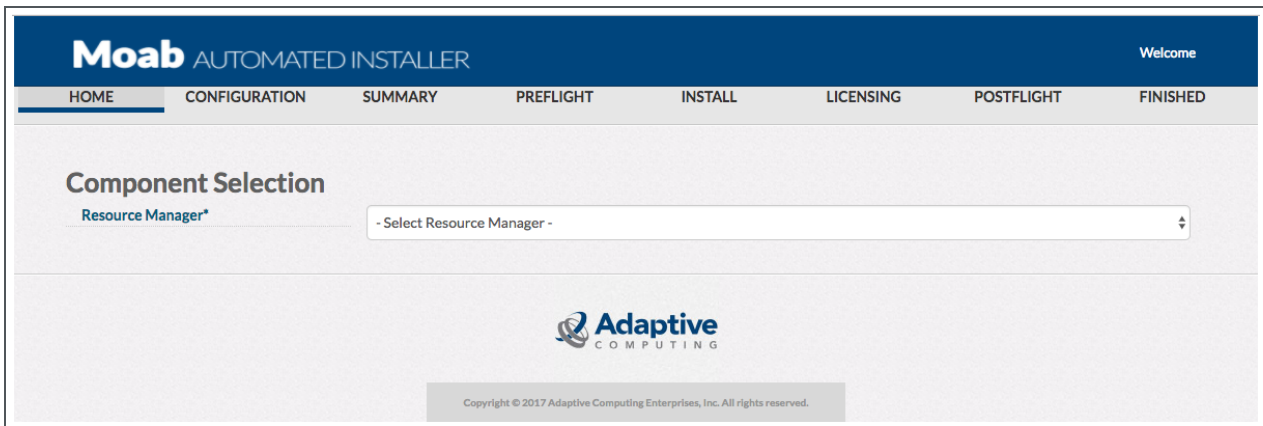 Moab AUTOMATED INSTALLER
Welcome
HOME CONFIGURATION SUMMARY PREFLIGHT INSTALL LICENSING POSTFLIGHT FINISHED
Component Selection
Resource Manager*
- Select Resource Manager -
Adaptive
COMPUTING
Copyright © 2017 Adaptive Computing Enterprises, Inc. All rights reserved.